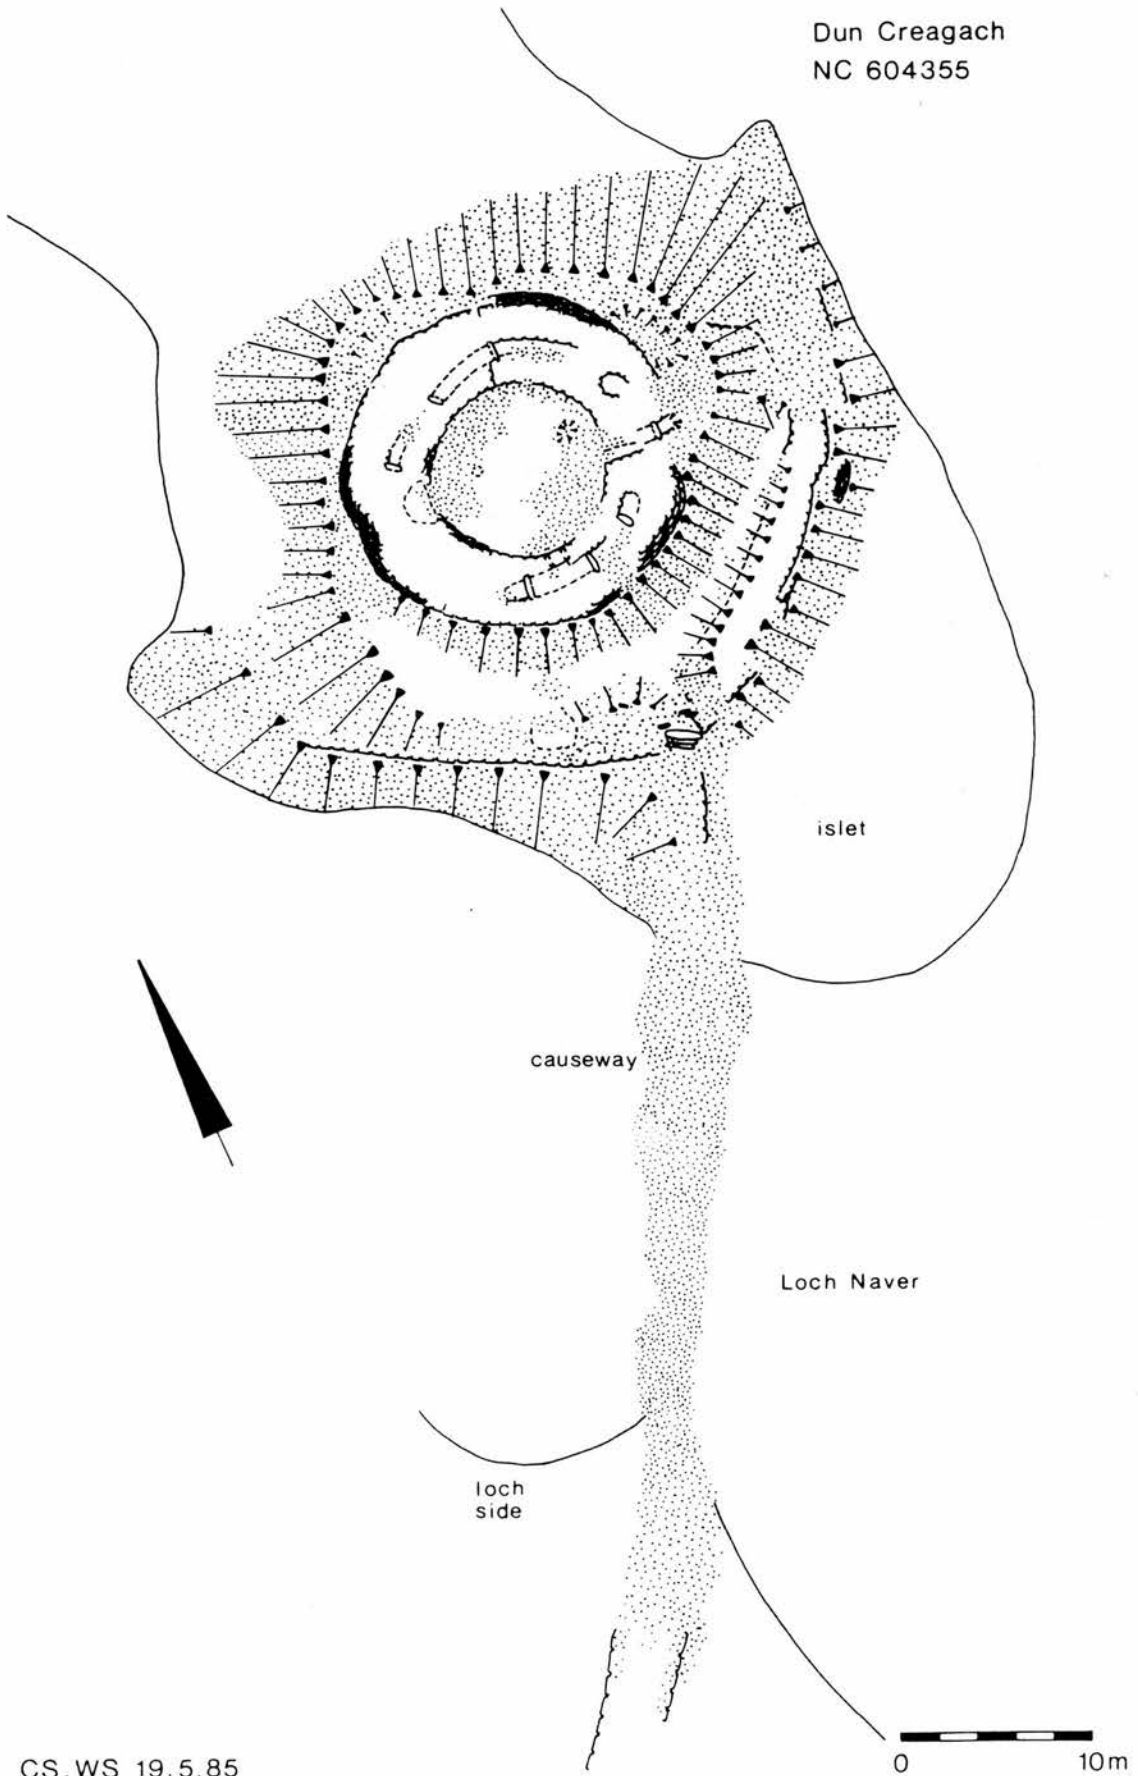 Dun Creagach
NC 604355
islet
causeway
Loch Naver
loch
side
0 10m
CS.WS 19.5.85